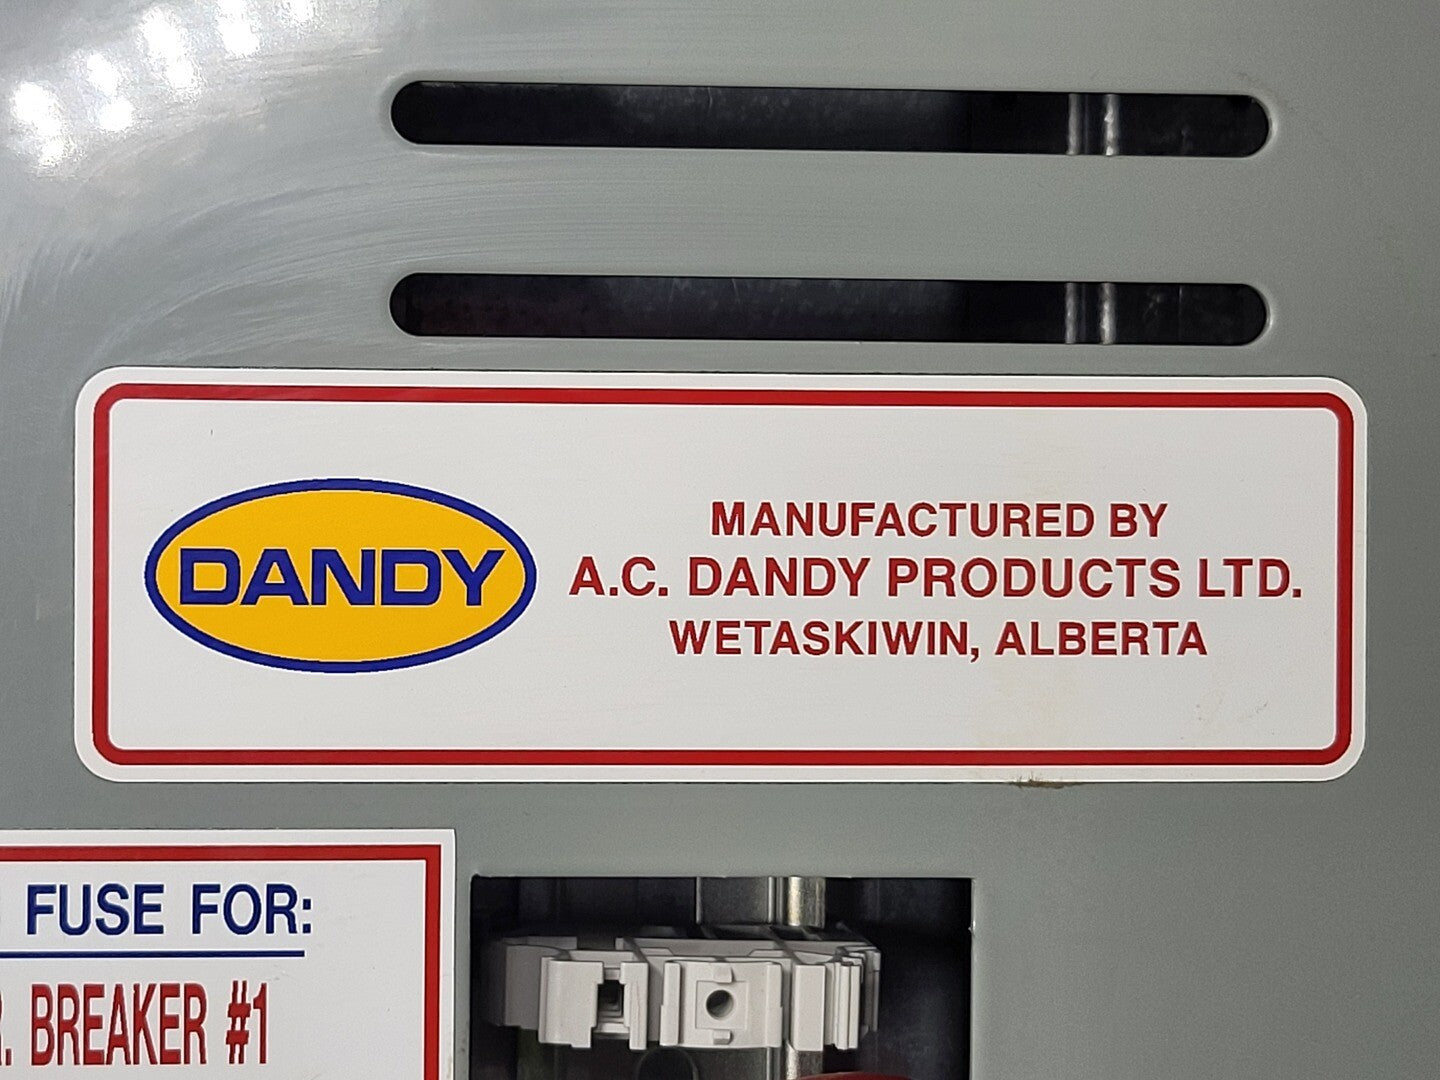 DANDY
MANUFACTURED BY
A.C. DANDY PRODUCTS LTD.
WETASKIWIN, ALBERTA
FUSE FOR:
BREAKER #1